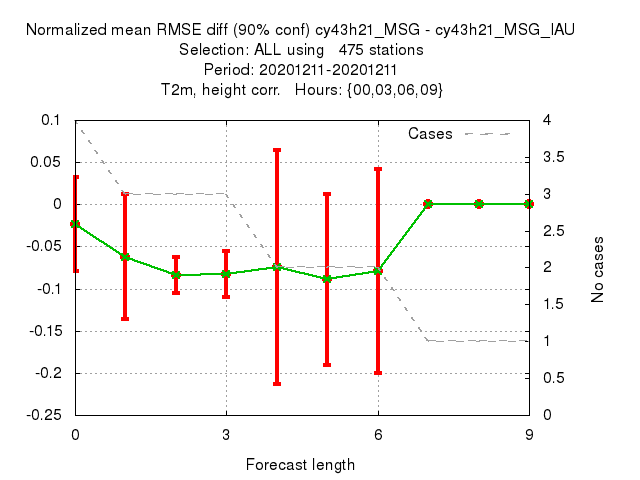 Normalized mean RMSE diff (90% conf) cy43h21_MSG - cy43h21_MSG_IAU
Selection: ALL using 475 stations
Period: 20201211-20201211
T2m, height corr. Hours: {00,03,06,09}
Cases
0.1
0.05
0
-0.05
-0.1
-0.15
-0.2
-0.25
4
3.5
3
2.5
2
1.5
1
0.5
0
No cases
0 3 6 9
Forecast length